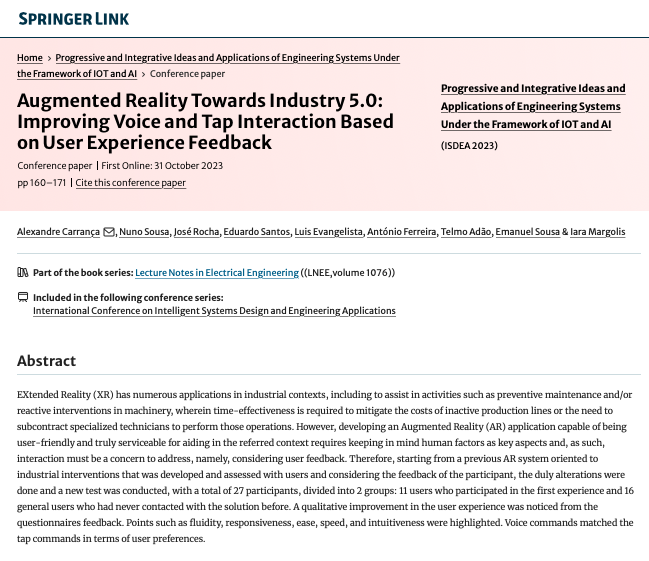 SPRINGER LINK
Home > Progressive and Integrative Ideas and Applications of Engineering Systems Under
the Framework of IOT and AI > Conference paper
Augmented Reality Towards Industry 5.0:
Improving Voice and Tap Interaction Based
on User Experience Feedback
Conference paper | First Online: 31 October 2023
pp 160–171 | Cite this conference paper
Progressive and Integrative Ideas and
Applications of Engineering Systems
Under the Framework of IOT and AI
(ISDEA 2023)
Alexandre Carrança, Nuno Sousa, José Rocha, Eduardo Santos, Luis Evangelista, António Ferreira, Telmo Adão, Emanuel Sousa & Iara Margolis
Part of the book series: Lecture Notes in Electrical Engineering ((LNEE,volume 1076))
Included in the following conference series:
International Conference on Intelligent Systems Design and Engineering Applications
Abstract
EXtended Reality (XR) has numerous applications in industrial contexts, including to assist in activities such as preventive maintenance and/or
reactive interventions in machinery, wherein time-effectiveness is required to mitigate the costs of inactive production lines or the need to
subcontract specialized technicians to perform those operations. However, developing an Augmented Reality (AR) application capable of being
user-friendly and truly serviceable for aiding in the referred context requires keeping in mind human factors as key aspects and, as such,
interaction must be a concern to address, namely, considering user feedback. Therefore, starting from a previous AR system oriented to
industrial interventions that was developed and assessed with users and considering the feedback of the participant, the duly alterations were
done and a new test was conducted, with a total of 27 participants, divided into 2 groups: 11 users who participated in the first experience and 16
general users who had never contacted with the solution before. A qualitative improvement in the user experience was noticed from the
questionnaires feedback. Points such as fluidity, responsiveness, ease, speed, and intuitiveness were highlighted. Voice commands matched the
tap commands in terms of user preferences.